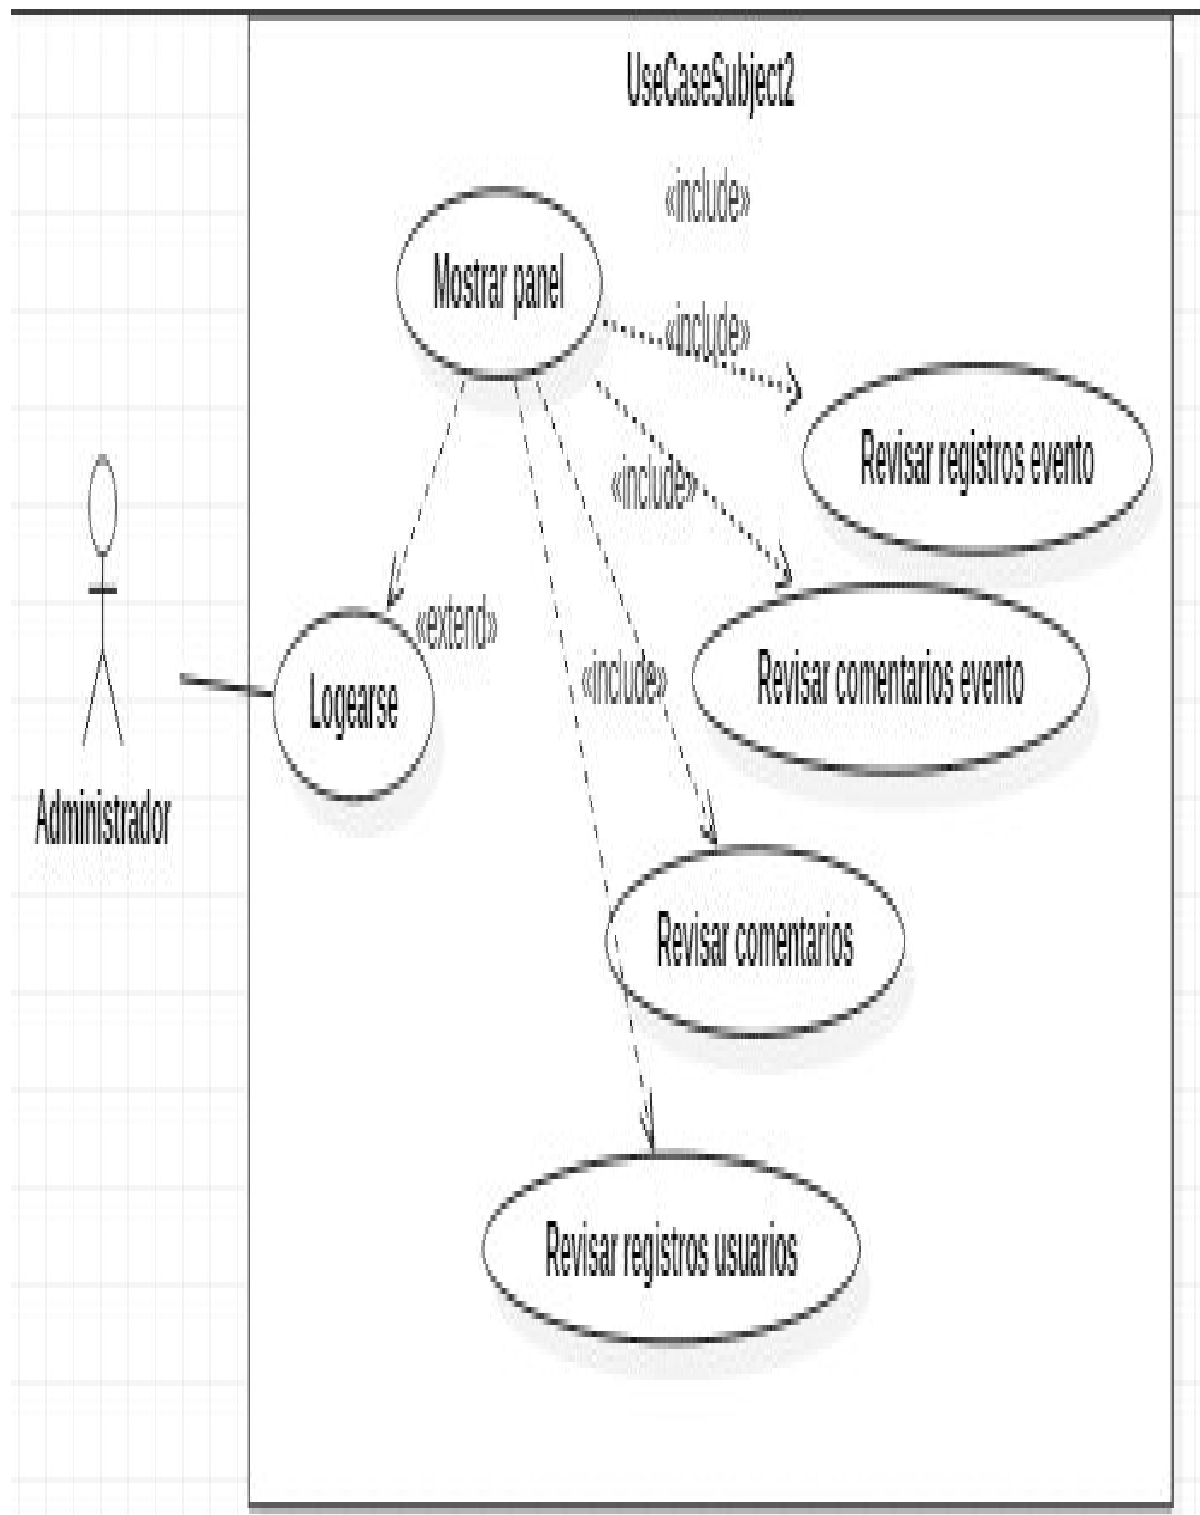 UseCaseSubject2
«include»
Mostrar panel
«include»
Revisar registros evento
«include»
«extend»
Logearse
«include»
Revisar comentarios evento
Administrador
Revisar comentarios
Revisar registros usuarios